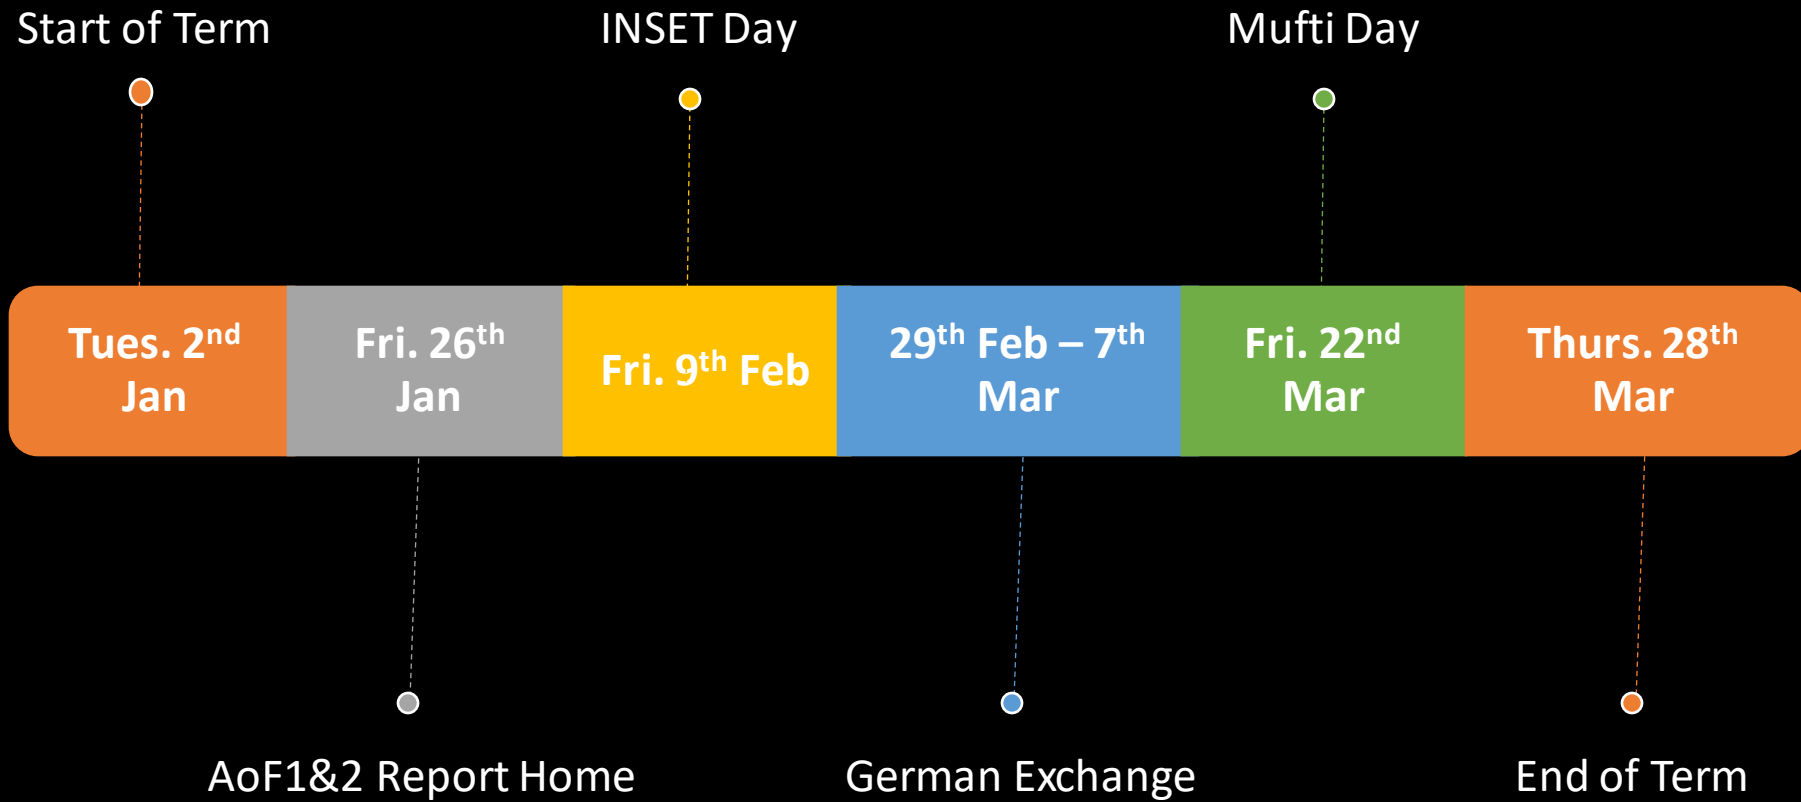 Start of Term
INSET Day
Mufti Day
Tues. 2nd
Jan
Fri. 26th
Jan
Fri. 9th Feb
29th Feb – 7th
Mar
Fri. 22nd
Mar
Thurs. 28th
Mar
AoF1&2 Report Home
German Exchange
End of Term